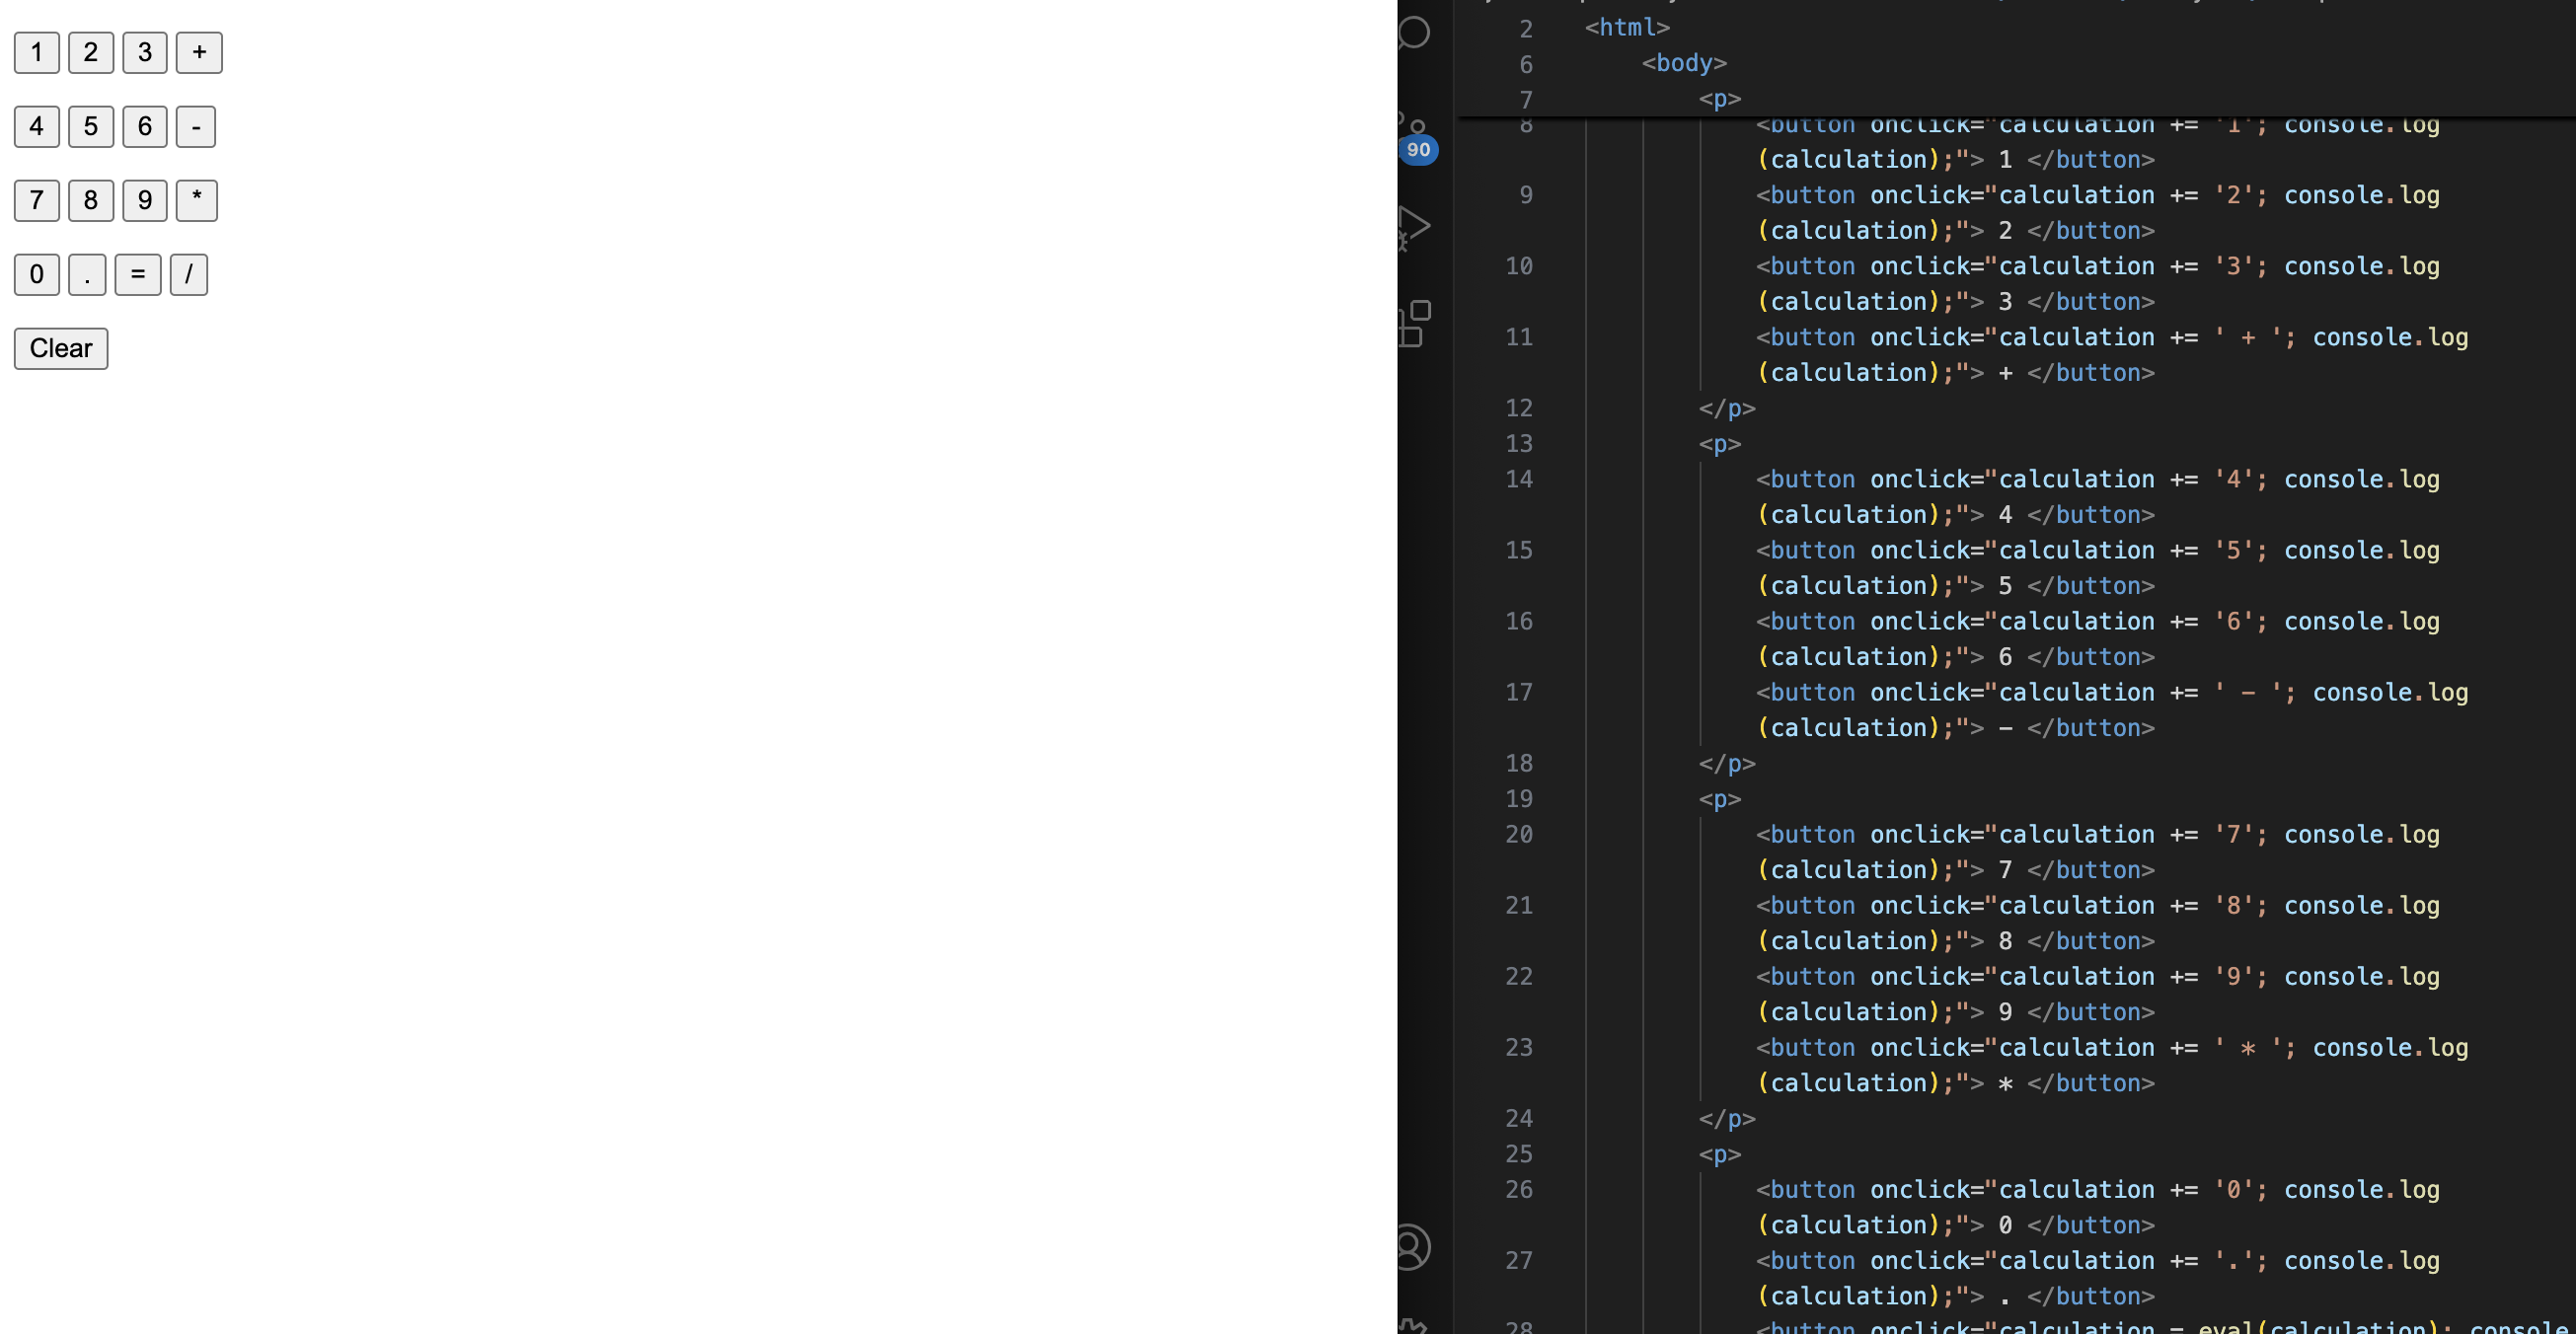 1 2 3 +
4 5 6 -
7 8 9 *
0 . = /
Clear
90
2 <html>
6 <body>
7 <p>
8 <button onclick="calculation += '1'; console.log
(calculation);"> 1 </button>
9 <button onclick="calculation += '2'; console.log
(calculation);"> 2 </button>
10 <button onclick="calculation += '3'; console.log
(calculation);"> 3 </button>
11 <button onclick="calculation += ' + '; console.log
(calculation);"> + </button>
12 </p>
13 <p>
14 <button onclick="calculation += '4'; console.log
(calculation);"> 4 </button>
15 <button onclick="calculation += '5'; console.log
(calculation);"> 5 </button>
16 <button onclick="calculation += '6'; console.log
(calculation);"> 6 </button>
17 <button onclick="calculation += ' - '; console.log
(calculation);"> - </button>
18 </p>
19 <p>
20 <button onclick="calculation += '7'; console.log
(calculation);"> 7 </button>
21 <button onclick="calculation += '8'; console.log
(calculation);"> 8 </button>
22 <button onclick="calculation += '9'; console.log
(calculation);"> 9 </button>
23 <button onclick="calculation += ' * '; console.log
(calculation);"> * </button>
24 </p>
25 <p>
26 <button onclick="calculation += '0'; console.log
(calculation);"> 0 </button>
27 <button onclick="calculation += '.'; console.log
(calculation);"> . </button>
28 <button onclick="calculation = eval(calculation); console